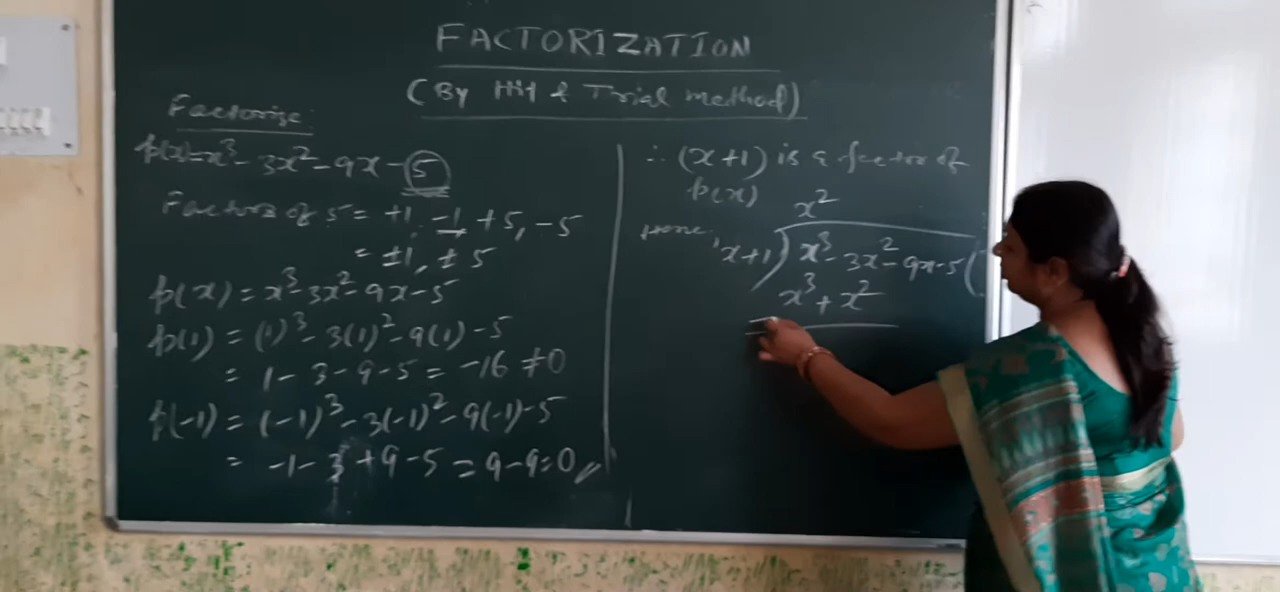 FACTORIZATION
(By Hit & Trial method)
Factorize:
p(x)=x³-3x²-9x-5
Factors of 5 = +1, -1, +5, -5
= ±1, ±5
p(x) = x³-3x²-9x-5
p(1) = (1)³-3(1)²-9(1)-5
= 1-3-9-5 = -16 ≠0
p(-1) = (-1)³-3(-1)²-9(-1)-5
= -1-3+9-5 = 9-9=0
∴ (x+1) is a factor of
p(x)
x²
x+1) x³-3x²-9x-5(
x³+x²